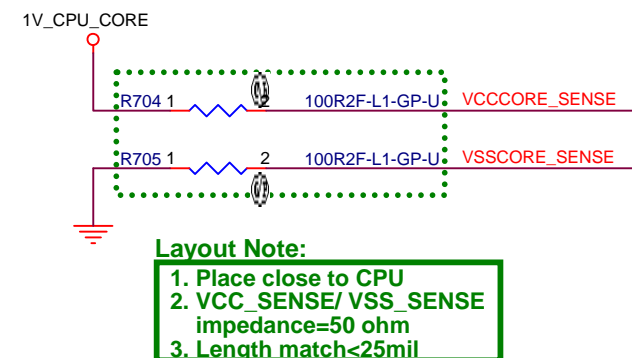 1V_CPU_CORE
R704 1 2 100R2F-L1-GP-U VCCCORE_SENSE
R705 1 2 100R2F-L1-GP-U VSSCORE_SENSE
Layout Note:
1. Place close to CPU
2. VCC_SENSE/ VSS_SENSE
impedance=50 ohm
3. Length match<25mil